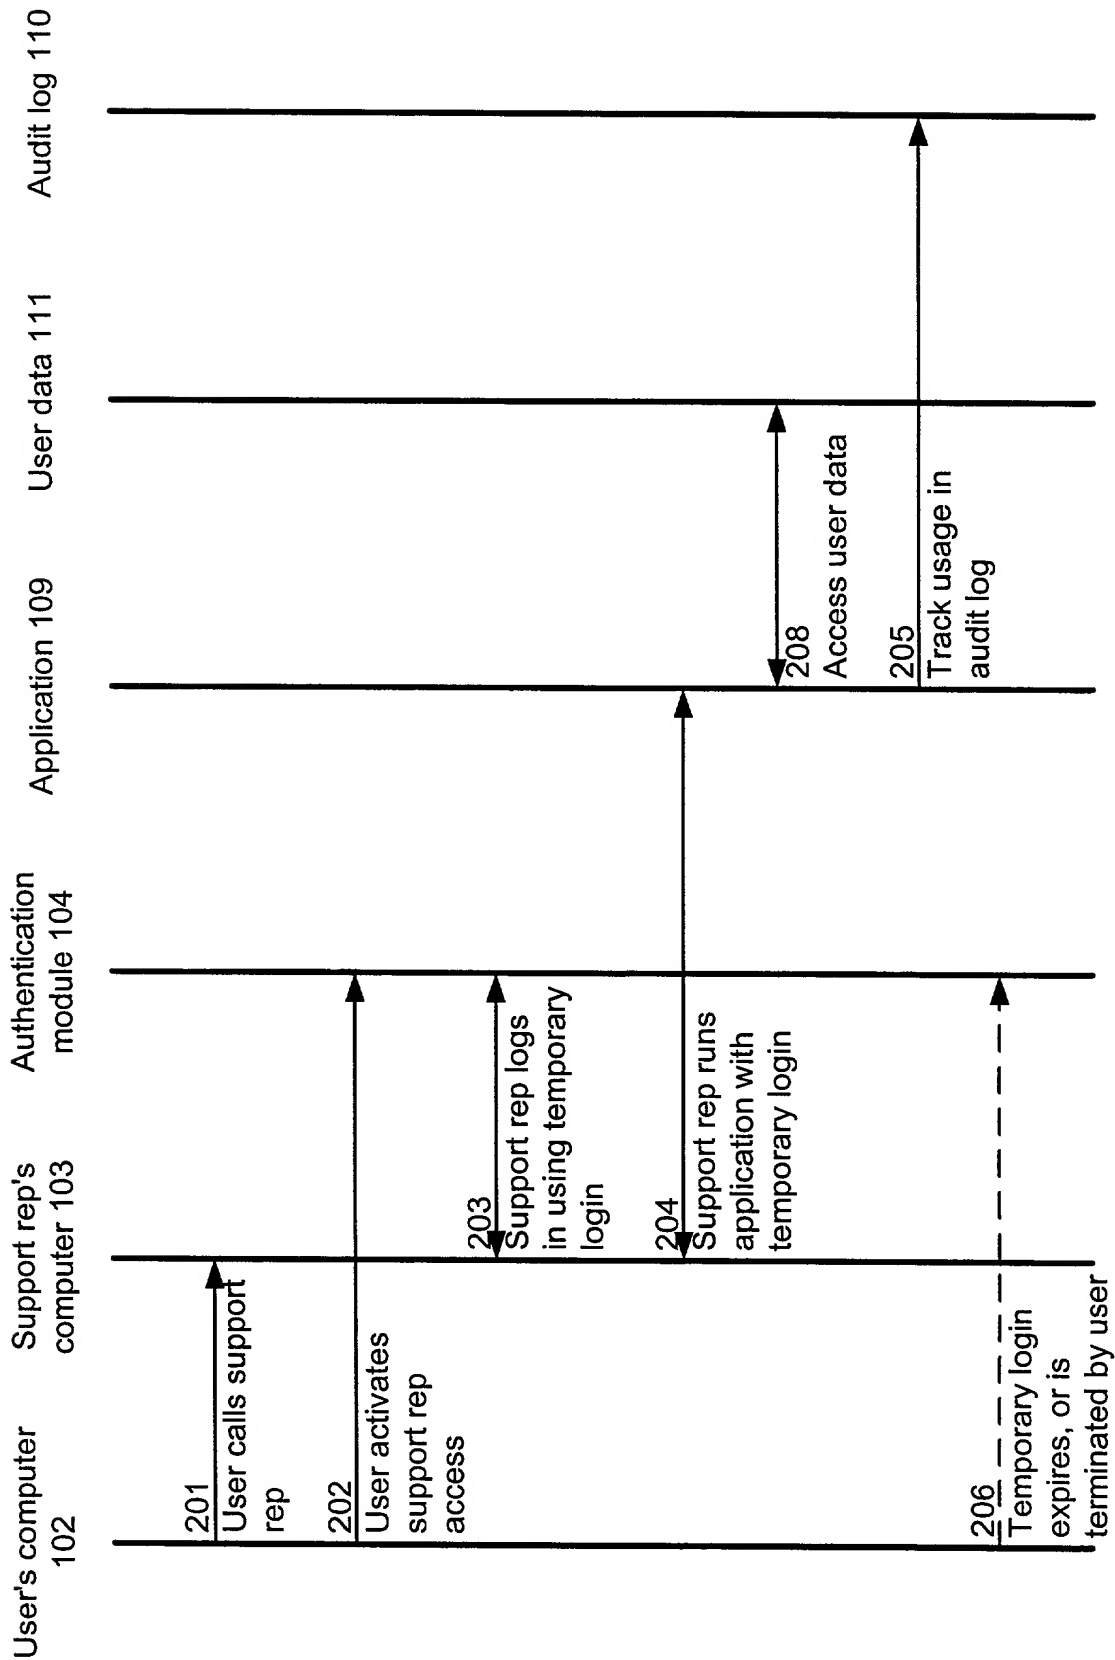 User's computer
102
Support rep's
computer 103
Authentication
module 104
Application 109
User data 111
Audit log 110
201
User calls support
rep
202
User activates
support rep
access
203
Support rep logs
in using temporary
login
204
Support rep runs
application with
temporary login
208
Access user data
205
Track usage in
audit log
206
Temporary login
expires, or is
terminated by user